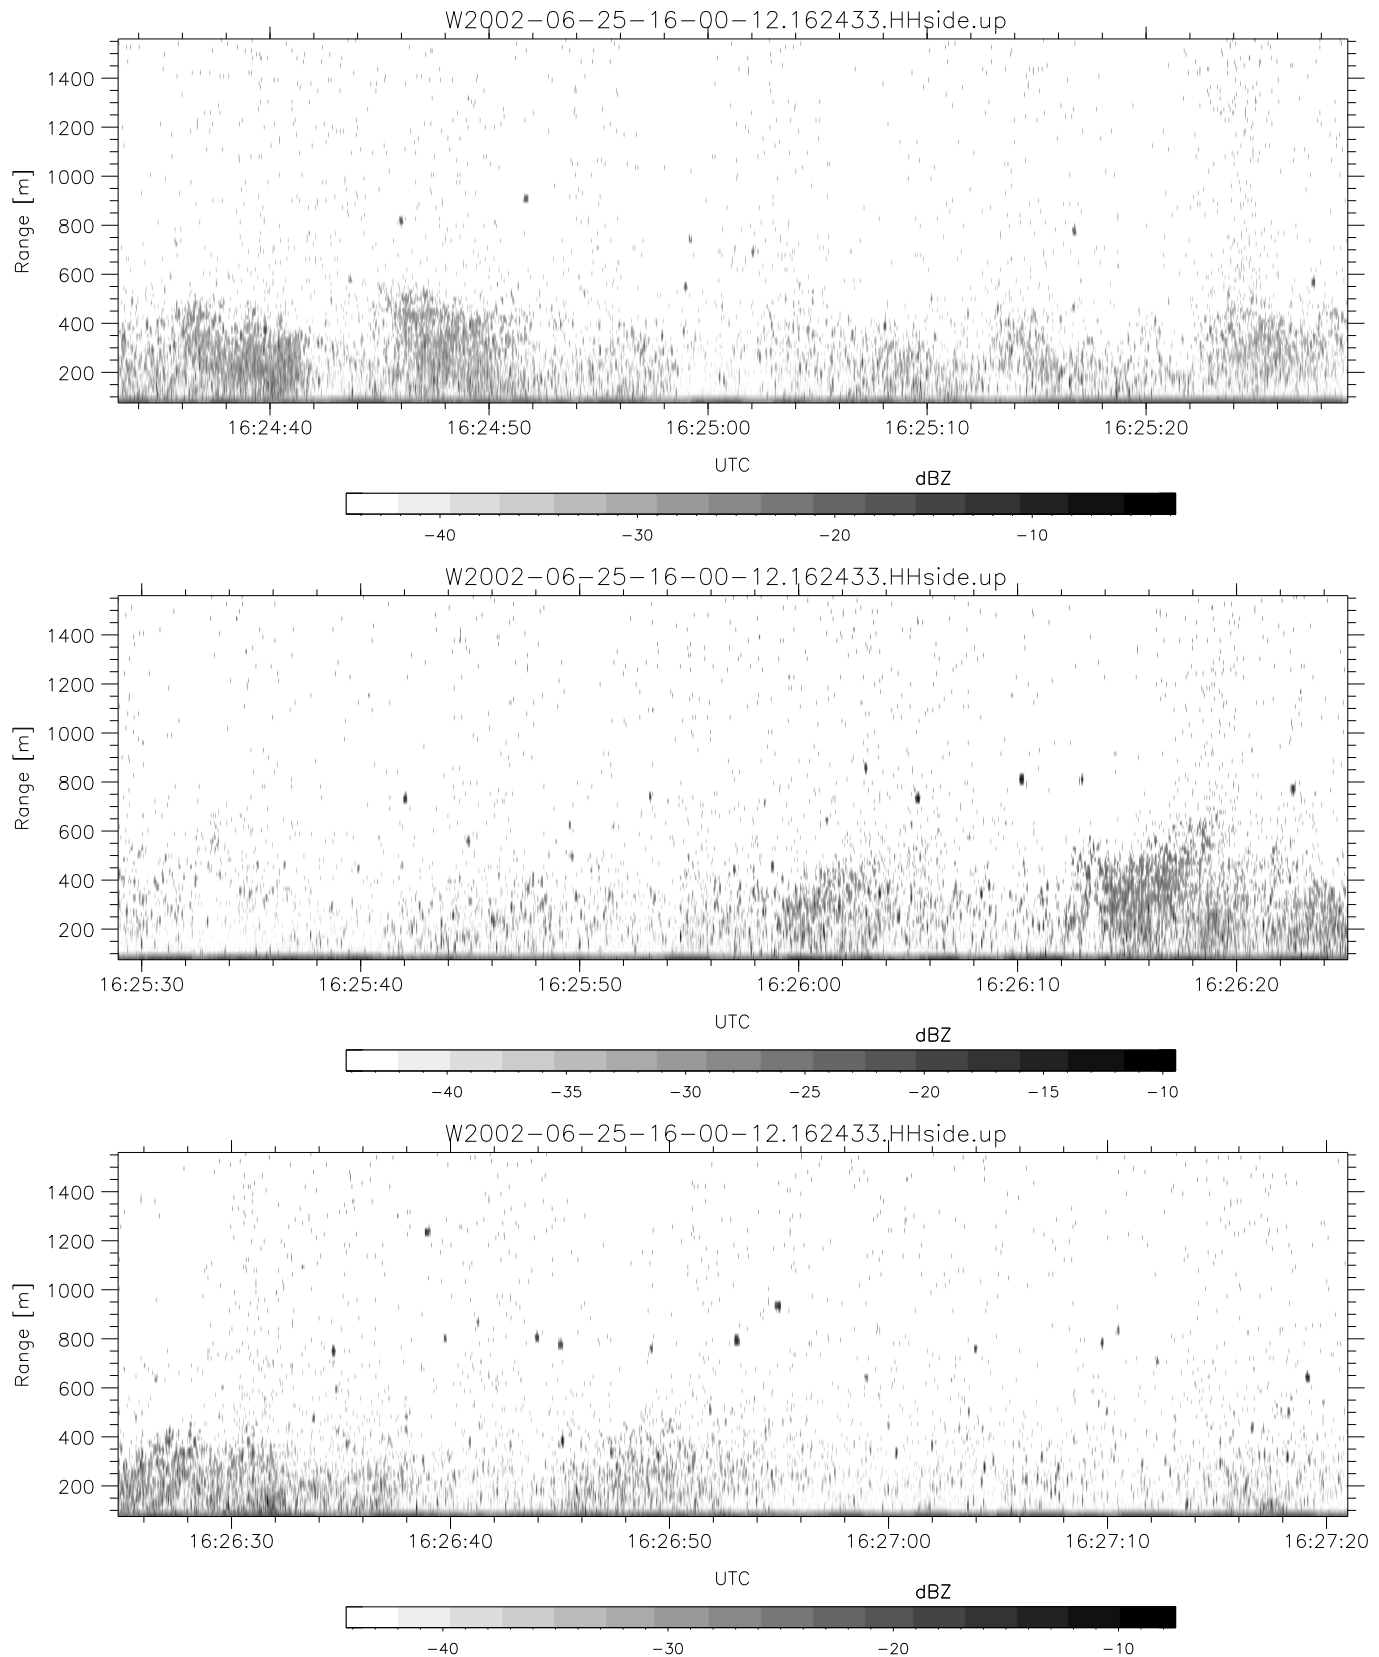 W2002-06-25-16-00-12.162433.HHside.up
1400
1200
1000
800
600
400
200
Range [m]
16:24:40 16:24:50 16:25:00 16:25:10 16:25:20
UTC
dBZ
-40 -30 -20 -10
W2002-06-25-16-00-12.162433.HHside.up
1400
1200
1000
800
600
400
200
Range [m]
16:25:30 16:25:40 16:25:50 16:26:00 16:26:10 16:26:20
UTC
dBZ
-40 -35 -30 -25 -20 -15 -10
W2002-06-25-16-00-12.162433.HHside.up
1400
1200
1000
800
600
400
200
Range [m]
16:26:30 16:26:40 16:26:50 16:27:00 16:27:10 16:27:20
UTC
dBZ
-40 -30 -20 -10